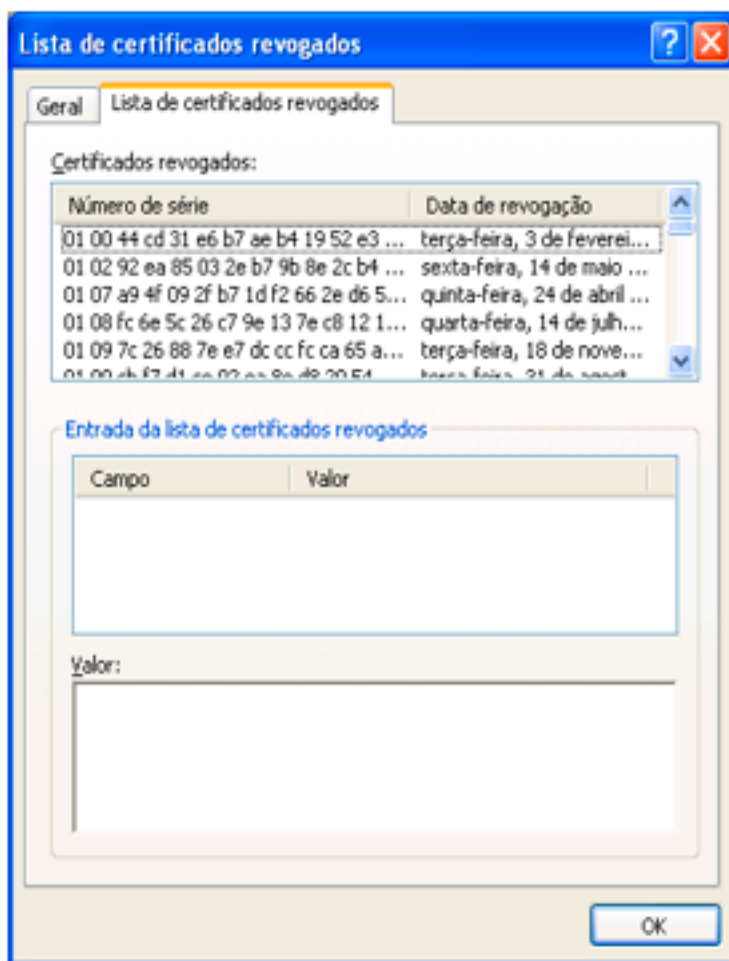 Lista de certificados revogados
Geral Lista de certificados revogados
Certificados revogados:
Número de série Data de revogação
01 00 44 cd 31 e6 b7 ae b4 19 52 e3 ... terça-feira, 3 de feverei...
01 02 92 ea 85 03 2e b7 9b 8e 2c b4 ... sexta-feira, 14 de maio ...
01 07 a9 4f 09 2f b7 1d f2 66 2e d6 5... quinta-feira, 24 de abril ...
01 08 fc 6e 5c 26 c7 9e 13 7e c8 12 1... quarta-feira, 14 de julh...
01 09 7c 26 88 7e e7 dc cc fc ca 65 a... terça-feira, 18 de nove...
Entrada da lista de certificados revogados
Campo Valor
Valor:
OK